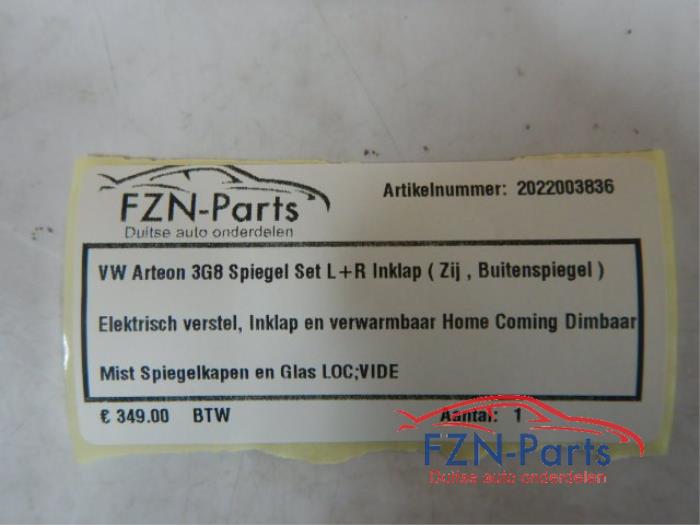 FZN-Parts
Duitse auto onderdelen
Artikelnummer: 2022003836
VW Arteon 3G8 Spiegel Set L+R Inklap ( Zij , Buitenspiegel )
Elektrisch verstel, Inklap en verwarmbaar Home Coming Dimbaar
Mist Spiegelkapen en Glas LOC;VIDE
€ 349.00 BTW
Aantal: 1
FZN-Parts
Duitse auto onderdelen